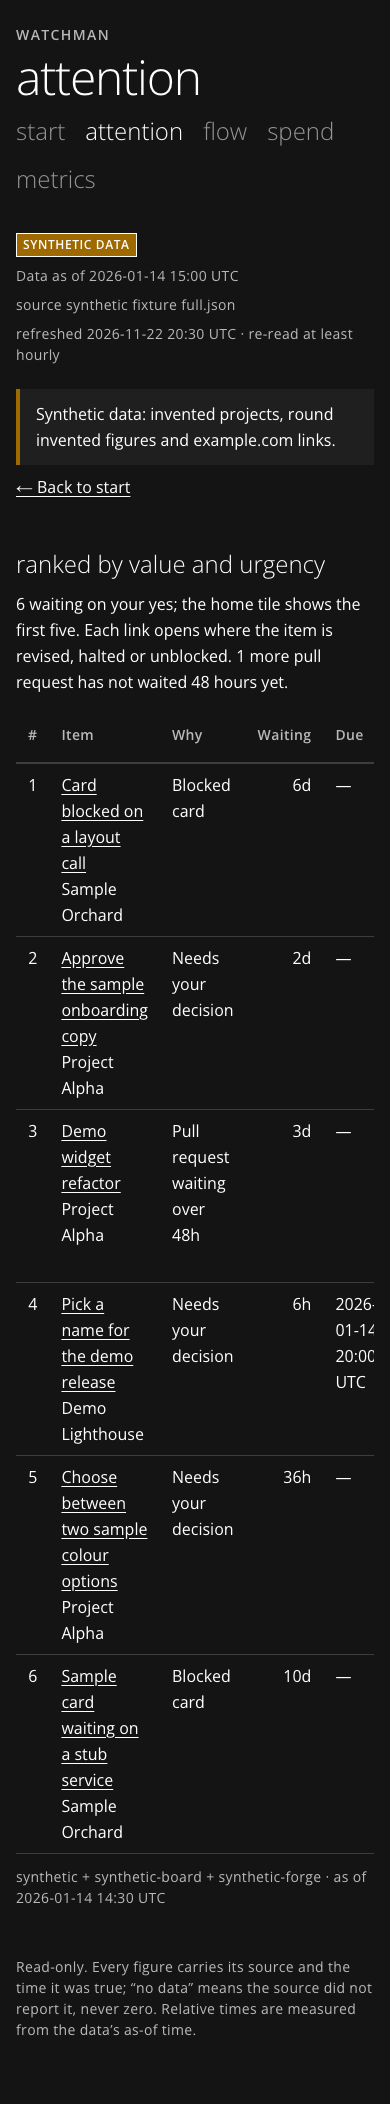 WATCHMAN
attention
start attention flow spend
metrics
SYNTHETIC DATA
Data as of 2026-01-14 15:00 UTC
source synthetic fixture full.json
refreshed 2026-11-22 20:30 UTC · re-read at least
hourly
Synthetic data: invented projects, round
invented figures and example.com links.
← Back to start
ranked by value and urgency
6 waiting on your yes; the home tile shows the
first five. Each link opens where the item is
revised, halted or unblocked. 1 more pull
request has not waited 48 hours yet.
# Item Why Waiting Due
1 Card Blocked 6d —
blocked on card
a layout
call
Sample
Orchard
2 Approve Needs 2d —
the sample your
onboarding decision
copy
Project
Alpha
3 Demo Pull 3d —
widget request
refactor waiting
Project over
Alpha 48h
4 Pick a Needs 6h 2026-
name for your 01-14
the demo decision 20:00
release UTC
Demo
Lighthouse
5 Choose Needs 36h —
between your
two sample decision
colour
options
Project
Alpha
6 Sample Blocked 10d —
card card
waiting on
a stub
service
Sample
Orchard
synthetic + synthetic-board + synthetic-forge · as of
2026-01-14 14:30 UTC
Read-only. Every figure carries its source and the
time it was true; “no data” means the source did not
report it, never zero. Relative times are measured
from the data’s as-of time.